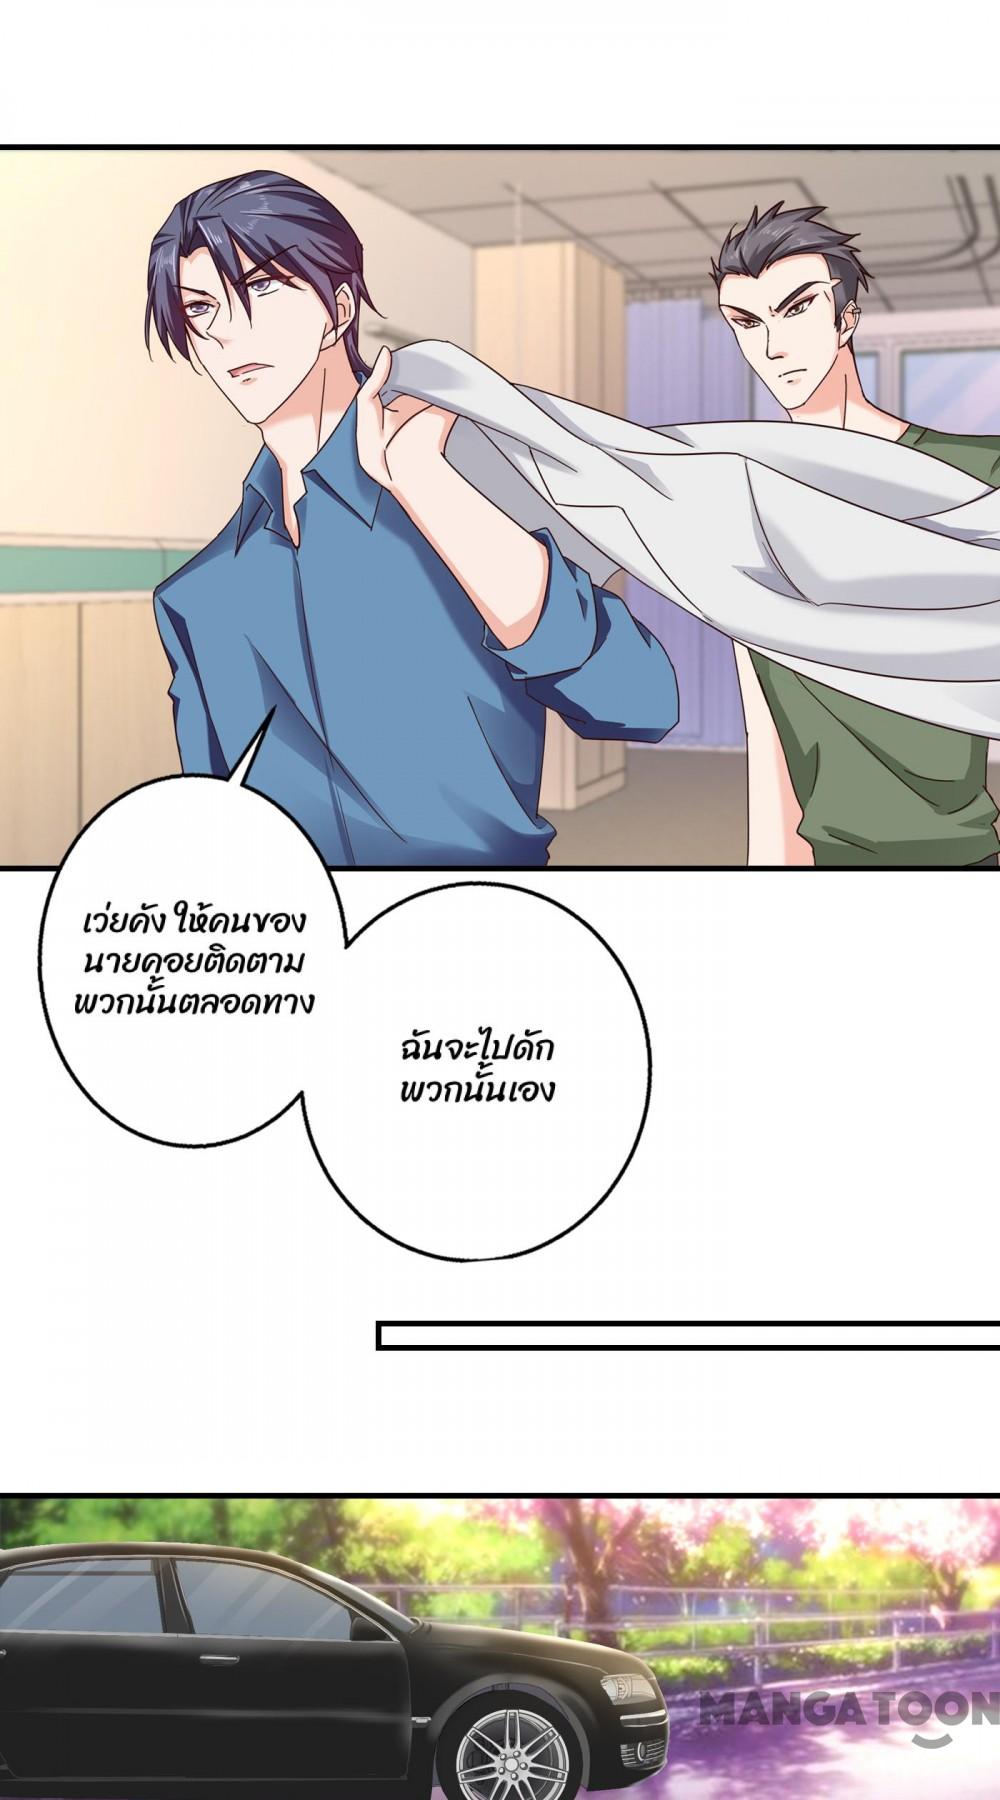 เว่ยคัง ให้คนของ
นายคอยติดตาม
พวกนั้นตลอดทาง
ฉันจะไปดัก
พวกนั้นเอง
MANGATOON